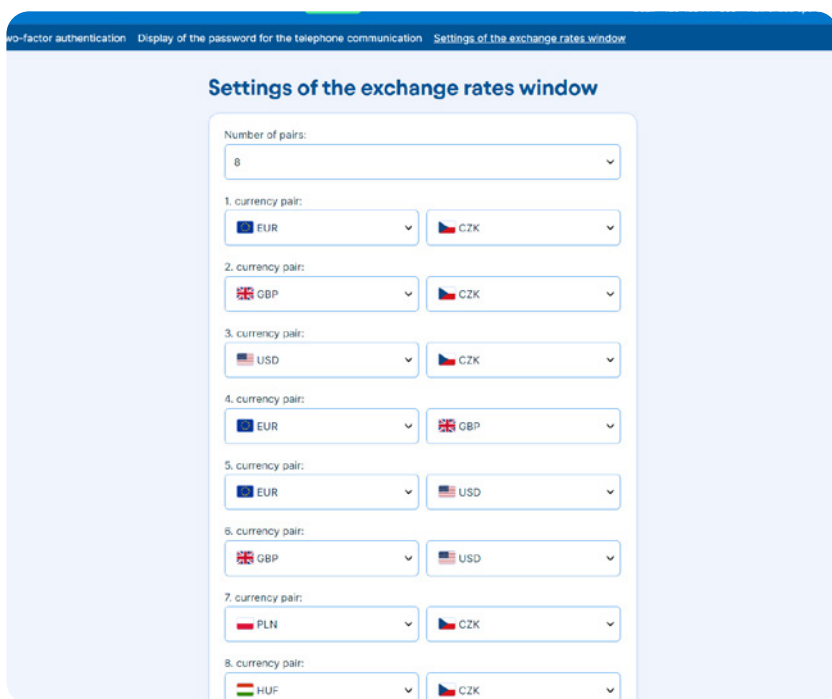 two-factor authentication Display of the password for the telephone communication Settings of the exchange rates window
Settings of the exchange rates window
Number of pairs:
8
1. currency pair:
EUR CZK
2. currency pair:
GBP CZK
3. currency pair:
USD CZK
4. currency pair:
EUR GBP
5. currency pair:
EUR USD
6. currency pair:
GBP USD
7. currency pair:
PLN CZK
8. currency pair:
HUF CZK